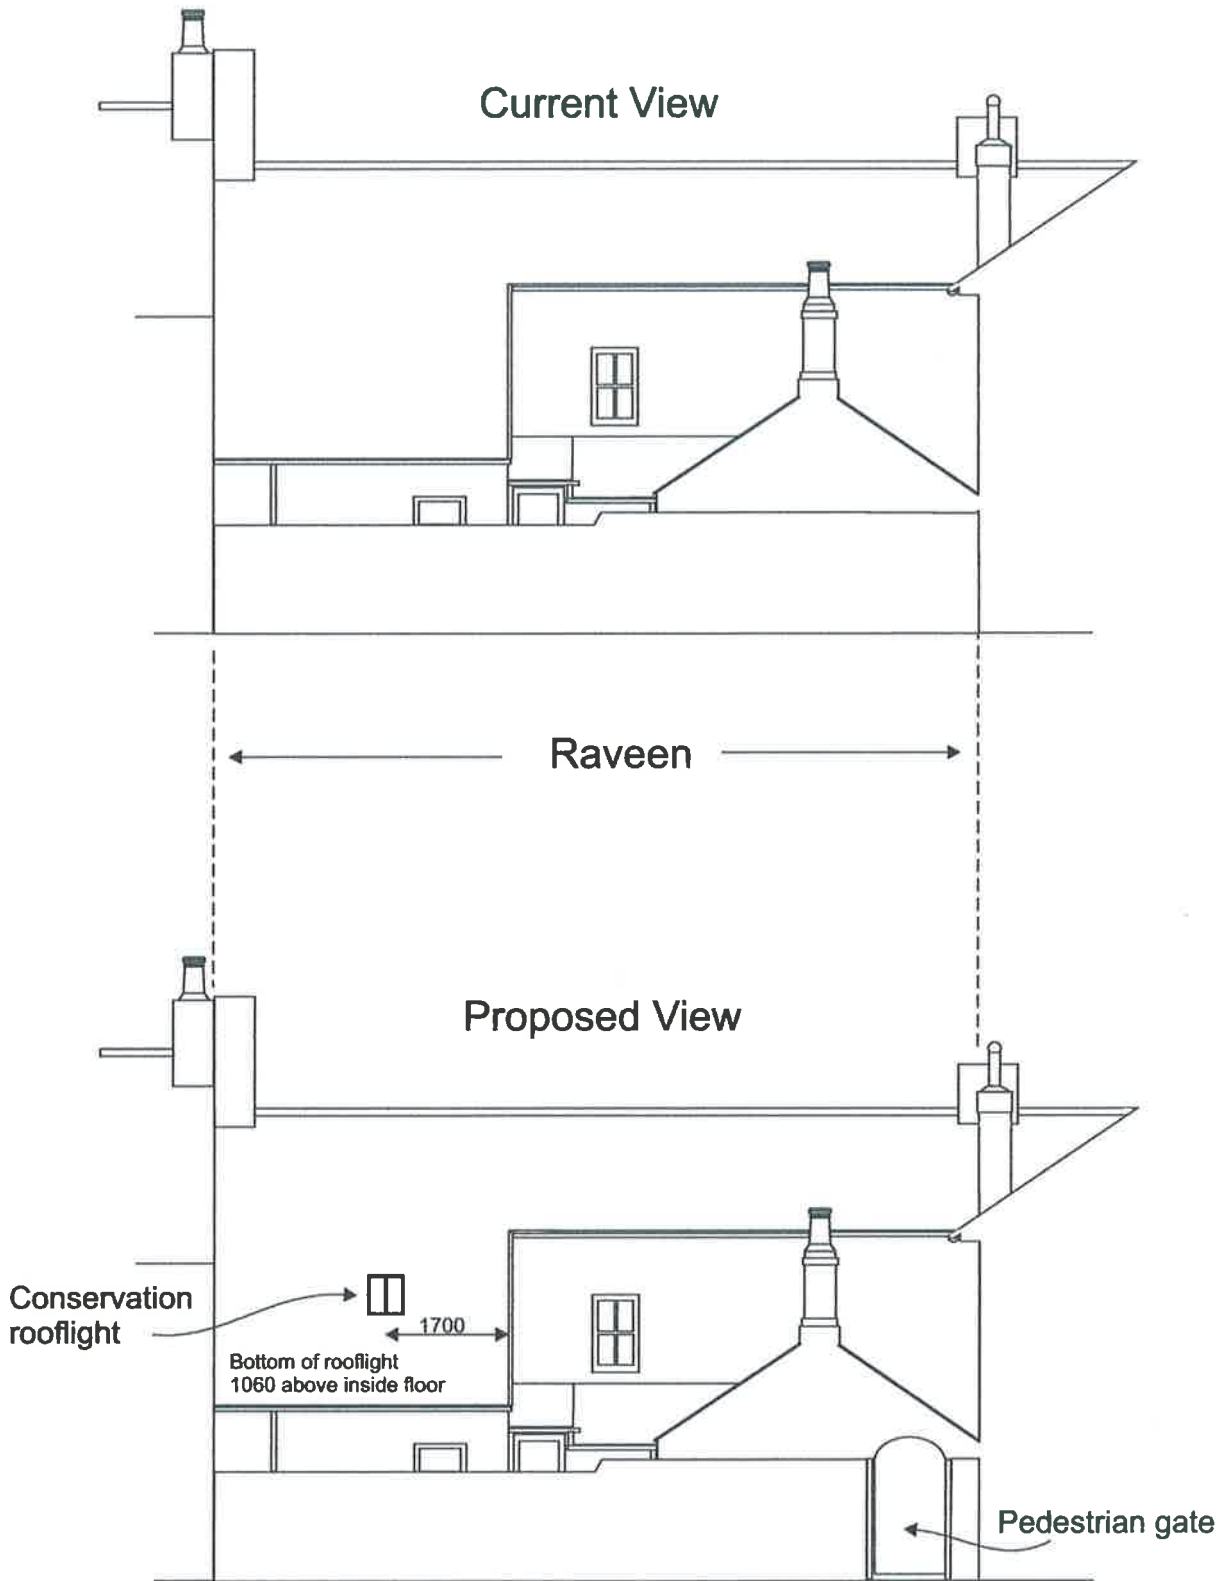 Current View
Raveen
Proposed View
Conservation
rooflight
1700
Bottom of rooflight
1060 above inside floor
Pedestrian gate